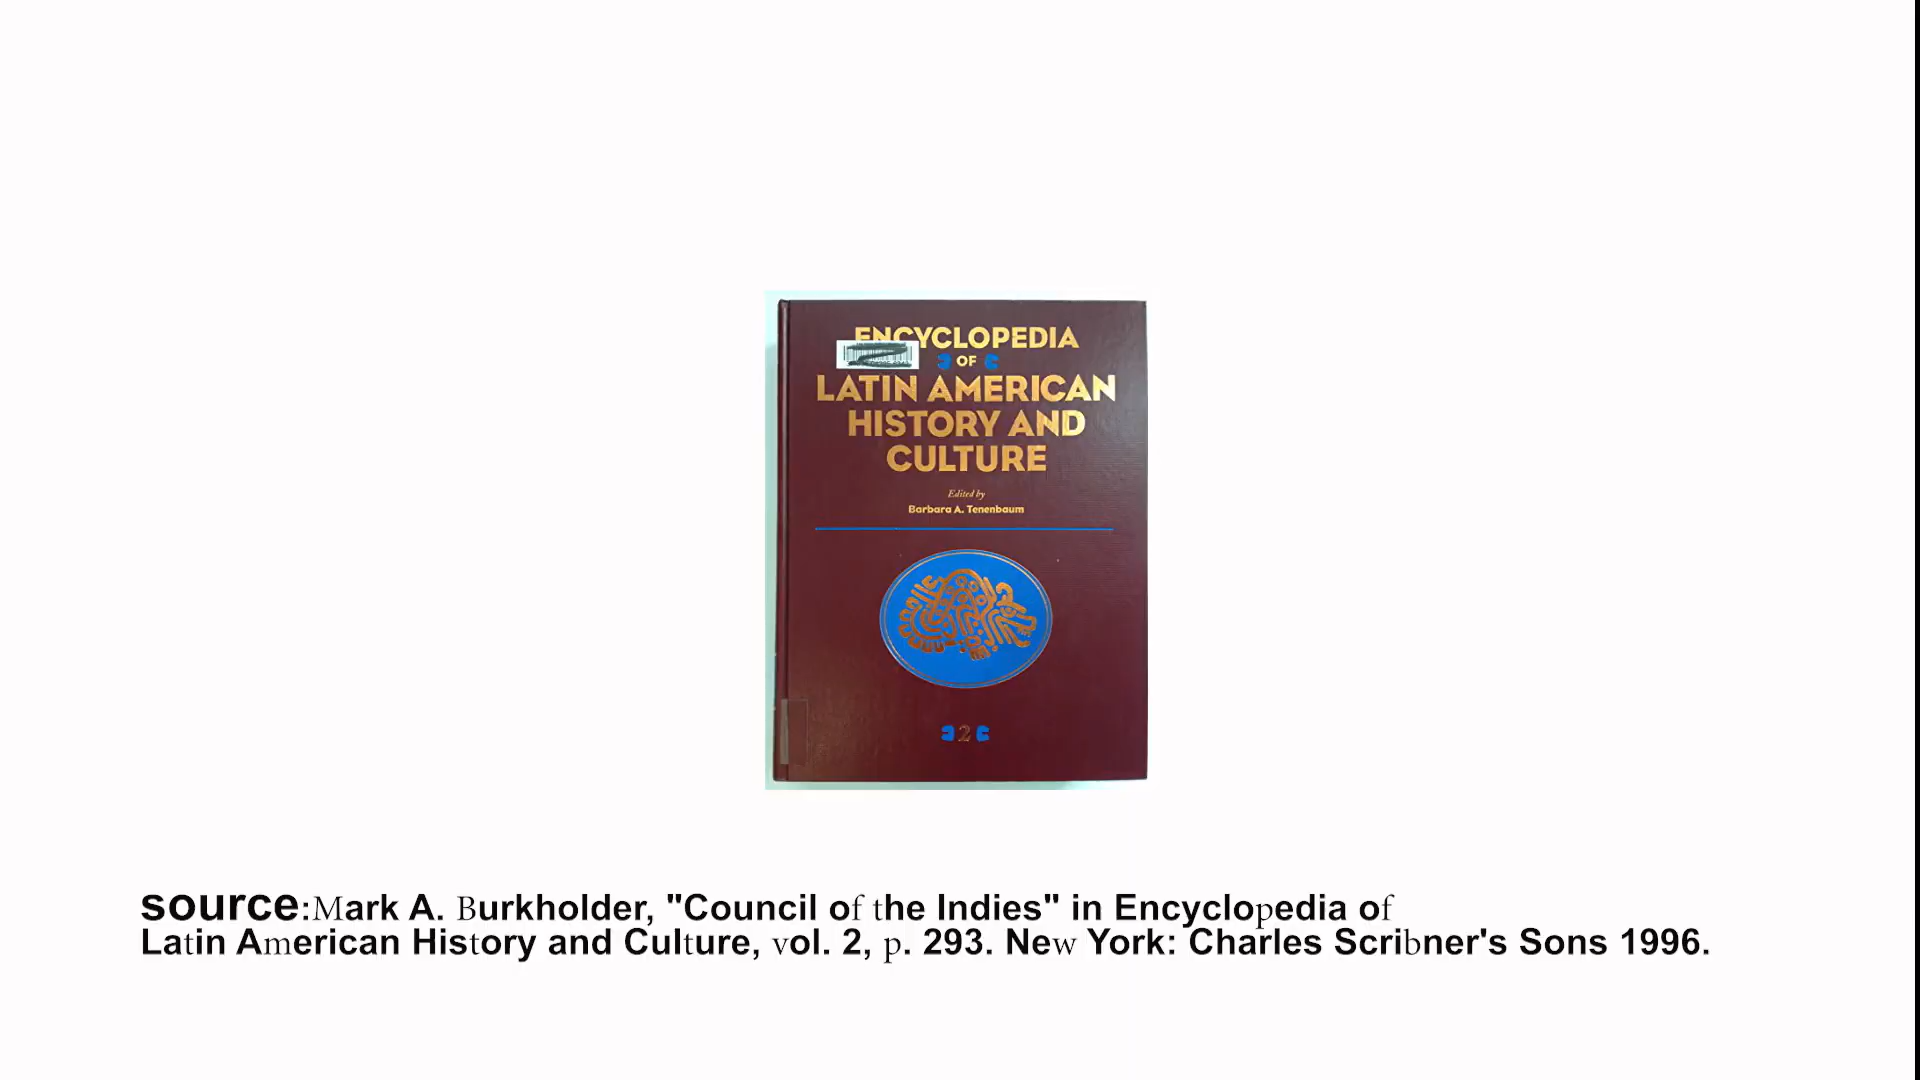 ENCYCLOPEDIA
OF
LATIN AMERICAN
HISTORY AND
CULTURE
Edited by
Barbara A. Tenenbaum
2
source:Mark A. Burkholder, "Council of the Indies" in Encyclopedia of
Latin American History and Culture, vol. 2, p. 293. New York: Charles Scribner's Sons 1996.